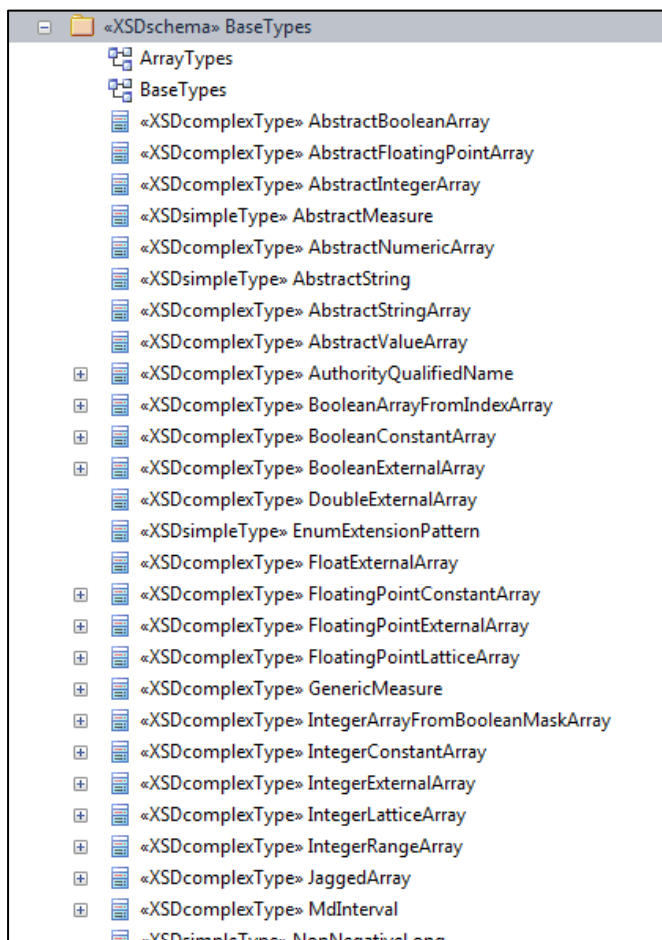 «XSDschema» BaseTypes
ArrayTypes
BaseTypes
«XSDcomplexType» AbstractBooleanArray
«XSDcomplexType» AbstractFloatingPointArray
«XSDcomplexType» AbstractIntegerArray
«XSDsimpleType» AbstractMeasure
«XSDcomplexType» AbstractNumericArray
«XSDsimpleType» AbstractString
«XSDcomplexType» AbstractStringArray
«XSDcomplexType» AbstractValueArray
«XSDcomplexType» AuthorityQualifiedName
«XSDcomplexType» BooleanArrayFromIndexArray
«XSDcomplexType» BooleanConstantArray
«XSDcomplexType» BooleanExternalArray
«XSDcomplexType» DoubleExternalArray
«XSDsimpleType» EnumExtensionPattern
«XSDcomplexType» FloatExternalArray
«XSDcomplexType» FloatingPointConstantArray
«XSDcomplexType» FloatingPointExternalArray
«XSDcomplexType» FloatingPointLatticeArray
«XSDcomplexType» GenericMeasure
«XSDcomplexType» IntegerArrayFromBooleanMaskArray
«XSDcomplexType» IntegerConstantArray
«XSDcomplexType» IntegerExternalArray
«XSDcomplexType» IntegerLatticeArray
«XSDcomplexType» IntegerRangeArray
«XSDcomplexType» JaggedArray
«XSDcomplexType» MdInterval
«XSDsimpleType» NonNegativeLong